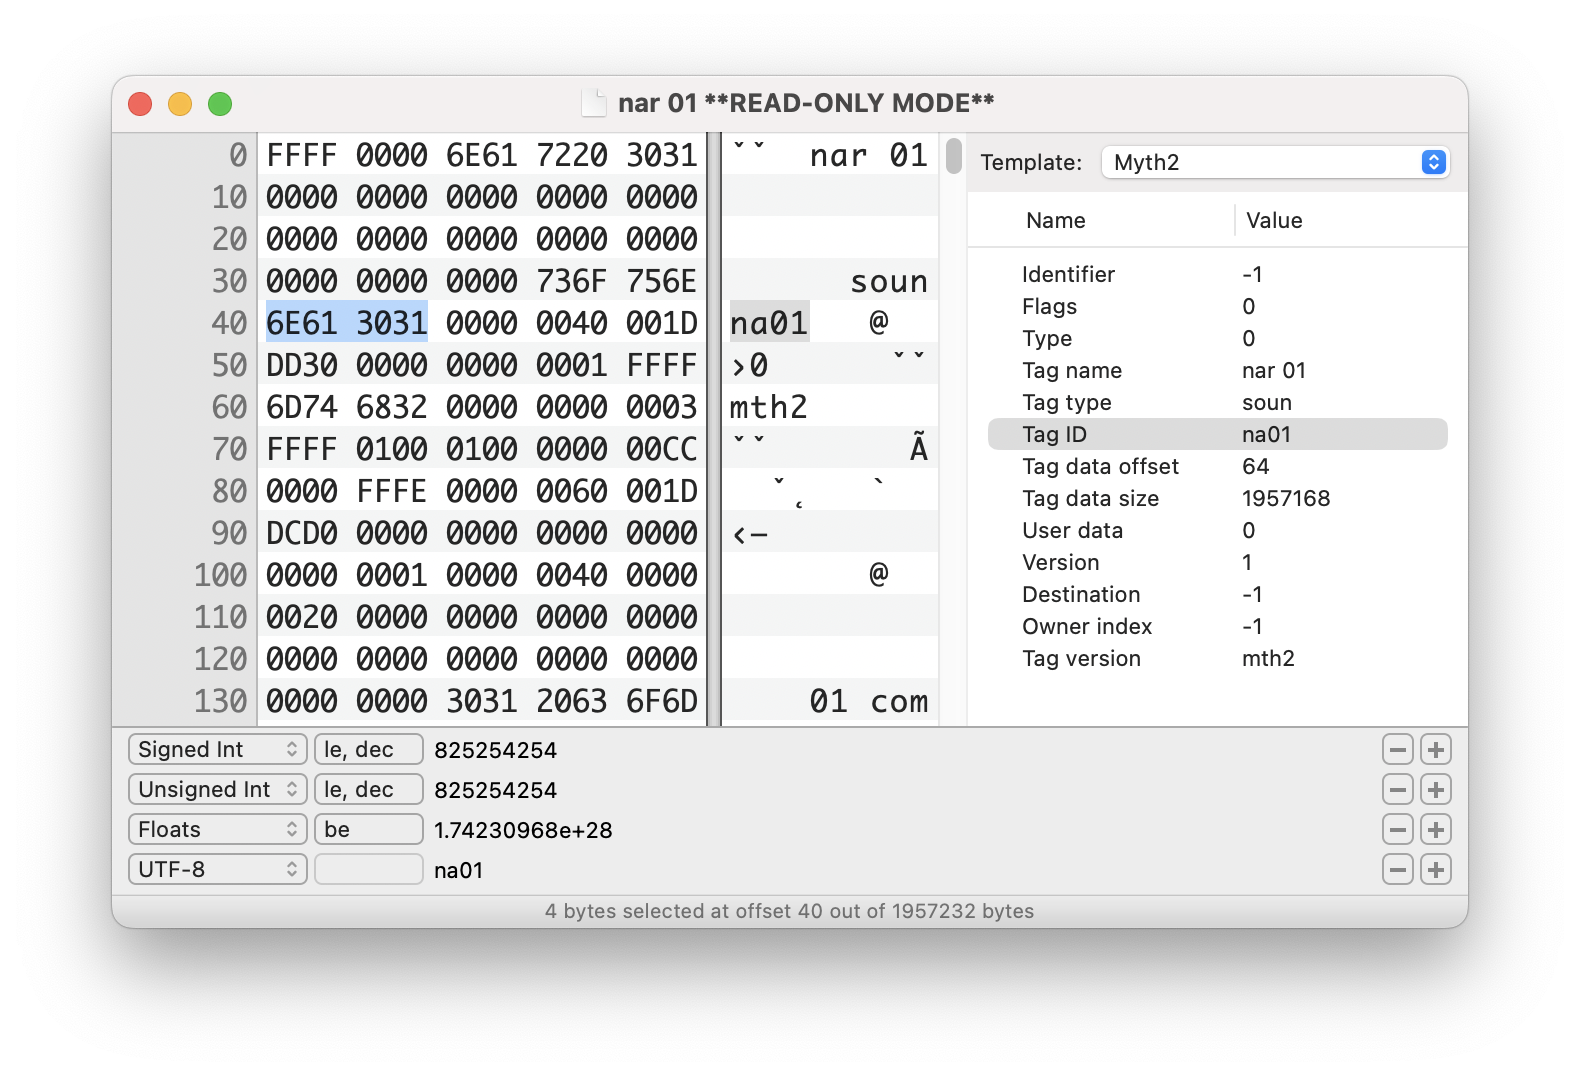 nar 01 **READ-ONLY MODE**
0 FFFF 0000 6E61 7220 3031 ˇˇ nar 01
10 0000 0000 0000 0000 0000
20 0000 0000 0000 0000 0000
30 0000 0000 0000 736F 756E soun
40 6E61 3031 0000 0040 001D na01 @
50 DD30 0000 0000 0001 FFFF ›0 ˇˇ
60 6D74 6832 0000 0000 0003 mth2
70 FFFF 0100 0100 0000 00CC ˇˇ Ã
80 0000 FFFE 0000 0060 001D ˇ˛ `
90 DCD0 0000 0000 0000 0000 ‹–
100 0000 0001 0000 0040 0000 @
110 0020 0000 0000 0000 0000
120 0000 0000 0000 0000 0000
130 0000 0000 3031 2063 6F6D 01 com
Template: Myth2
Name Value
Identifier -1
Flags 0
Type 0
Tag name nar 01
Tag type soun
Tag ID na01
Tag data offset 64
Tag data size 1957168
User data 0
Version 1
Destination -1
Owner index -1
Tag version mth2
Signed Int le, dec 825254254
Unsigned Int le, dec 825254254
Floats be 1.74230968e+28
UTF-8 na01
4 bytes selected at offset 40 out of 1957232 bytes